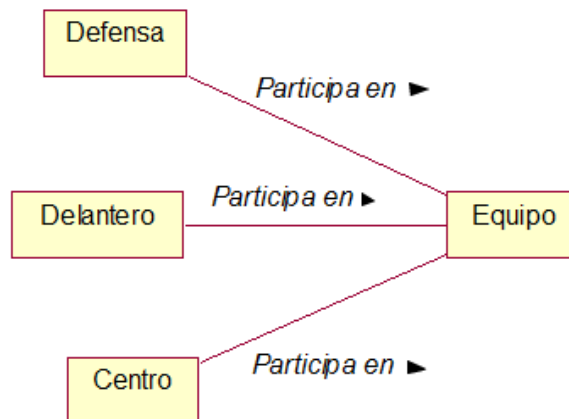 Defensa
Participa en ►
Participa en ►
Delantero
Equipo
Centro
Participa en ►